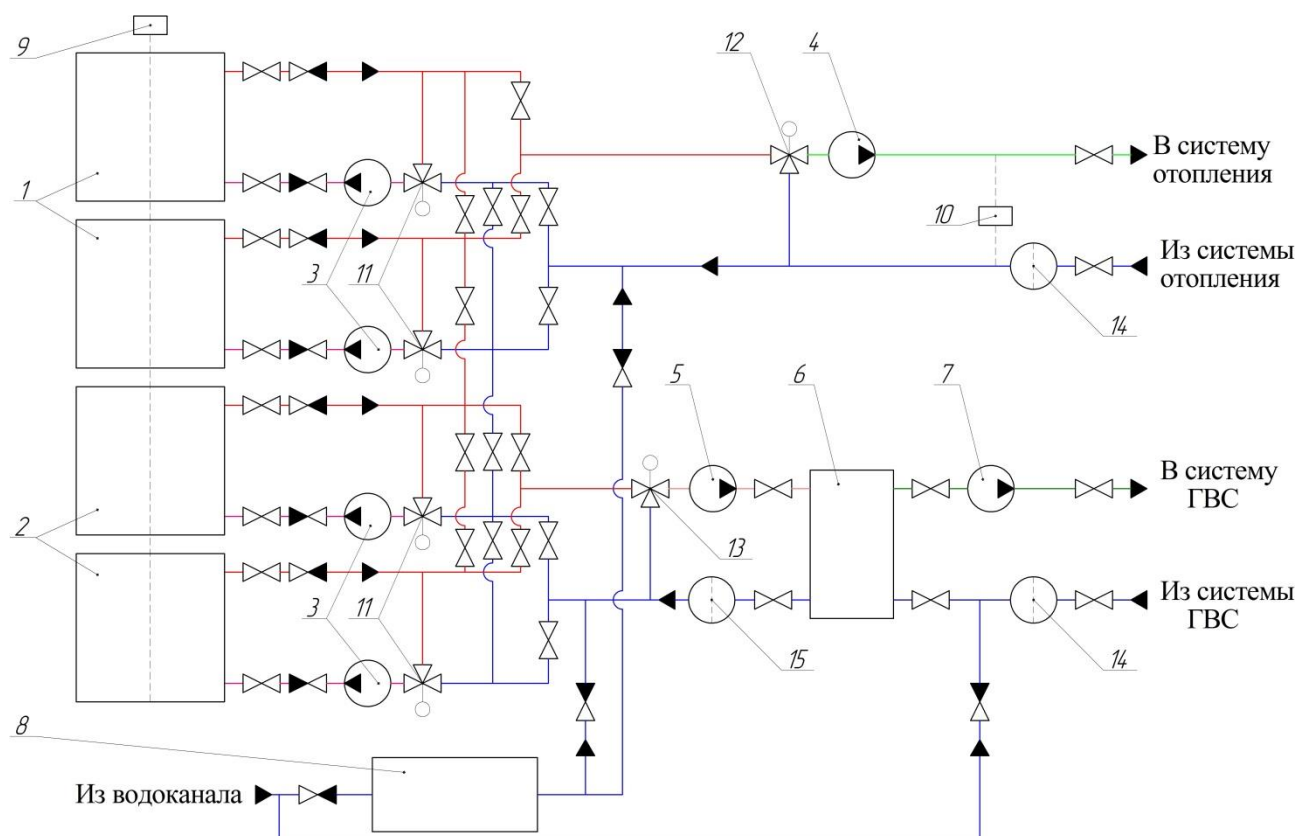 9
12
4
В систему
отопления
1
10
3
11
Из системы
отопления
14
5
6
7
В систему
ГВС
2
13
3
11
Из системы
ГВС
15
14
8
Из водоканала